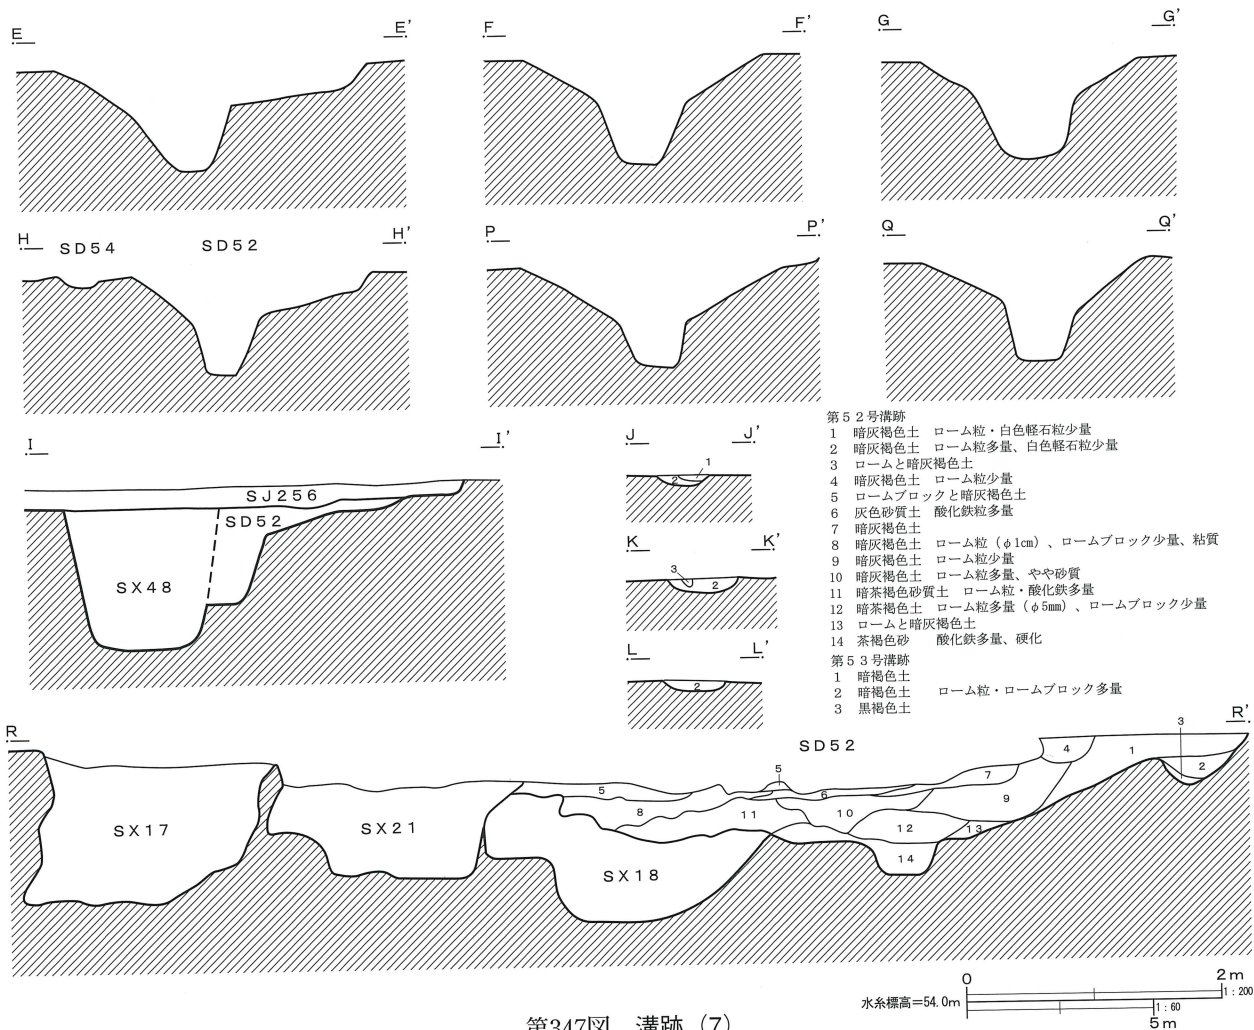 E E’ F F’ G G’
H SD54 SD52 H’ P P’ Q Q’
I I’
SJ256
SD52
SX48
J J’
1
2
K K’
3
2
L L’
2
第５２号溝跡
1 暗灰褐色土 ローム粒・白色軽石粒少量
2 暗灰褐色土 ローム粒多量、白色軽石粒少量
3 ロームと暗灰褐色土
4 暗灰褐色土 ローム粒少量
5 ロームブロックと暗灰褐色土
6 灰色砂質土 酸化鉄粒多量
7 暗灰褐色土
8 暗灰褐色土 ローム粒（φ1cm）、ロームブロック少量、粘質
9 暗灰褐色土 ローム粒少量
10 暗灰褐色土 ローム粒多量、やや砂質
11 暗茶褐色砂質土 ローム粒・酸化鉄多量
12 暗茶褐色土 ローム粒多量（φ5mm）、ロームブロック少量
13 ロームと暗灰褐色土
14 茶褐色砂 酸化鉄多量、硬化
第５３号溝跡
1 暗褐色土
2 暗褐色土 ローム粒・ロームブロック多量
3 黒褐色土
R R’
SD52
SX17
SX21
SX18
5 8 11 5 6 10 7 9 12 13 14 4 1 3 2
水糸標高=54.0m
0 2m
1:200
1:60
5m
第347図 溝跡（7）